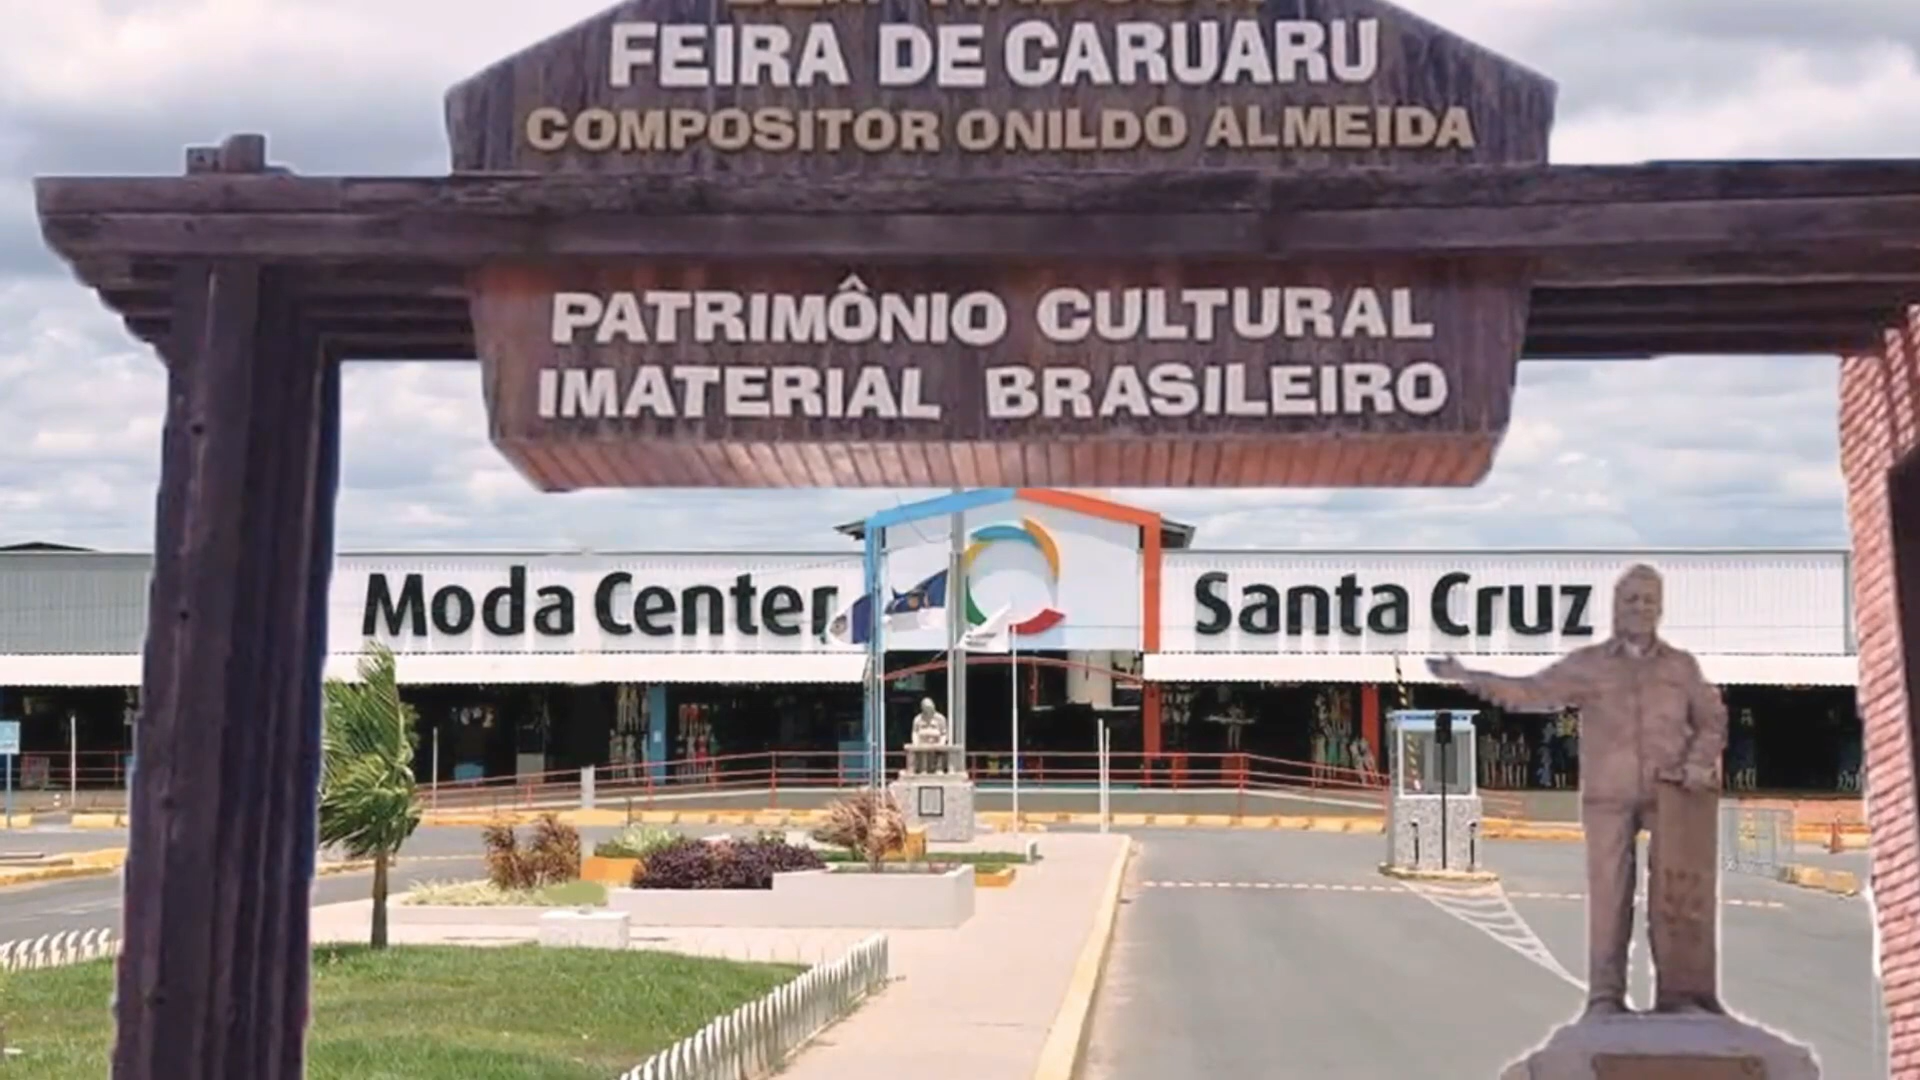 FEIRA DE CARUARU
COMPOSITOR ONILDO ALMEIDA
PATRIMÔNIO CULTURAL
IMATERIAL BRASILEIRO
Moda Center Santa Cruz